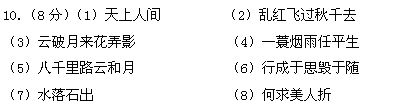 10.（8分）（1）天上人间 （2）乱红飞过秋千去
（3）云破月来花弄影 （4）一蓑烟雨任平生
（5）八千里路云和月 （6）行成于思毁于随
（7）水落石出 （8）何求美人折